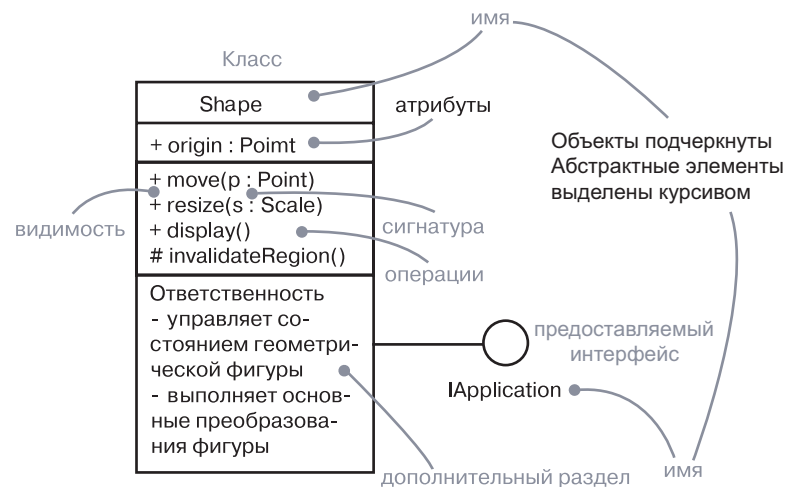 имя
Класс
Shape
атрибуты
+ origin : Poimt
Объекты подчеркнуты
Абстрактные элементы
выделены курсивом
+ move(p : Point)
+ resize(s : Scale)
+ display()
# invalidateRegion()
видимость
сигнатура
операции
Ответственность
- управляет со-
стоянием геометри-
ческой фигуры
- выполняет основ-
ные преобразова-
ния фигуры
предоставляемый
интерфейс
IApplication
дополнительный раздел
имя